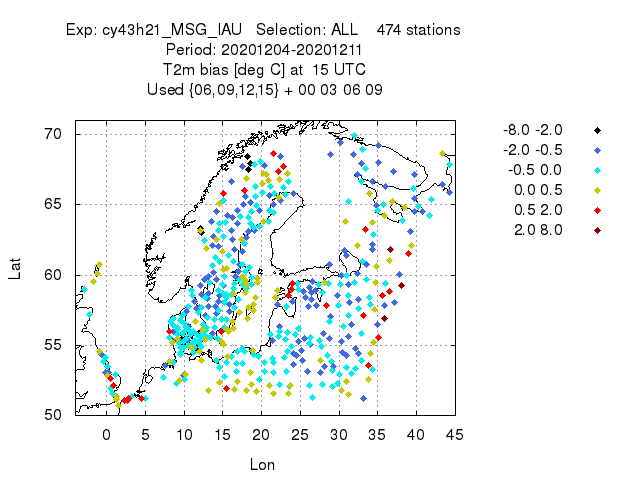 Exp: cy43h21_MSG_IAU   Selection: ALL    474 stations
Period: 20201204-20201211
T2m bias [deg C] at  15 UTC
Used {06,09,12,15} + 00 03 06 09
70
65
60
55
50
Lat
0 5 10 15 20 25 30 35 40 45
Lon
-8.0 -2.0
-2.0 -0.5
-0.5 0.0
0.0 0.5
0.5 2.0
2.0 8.0